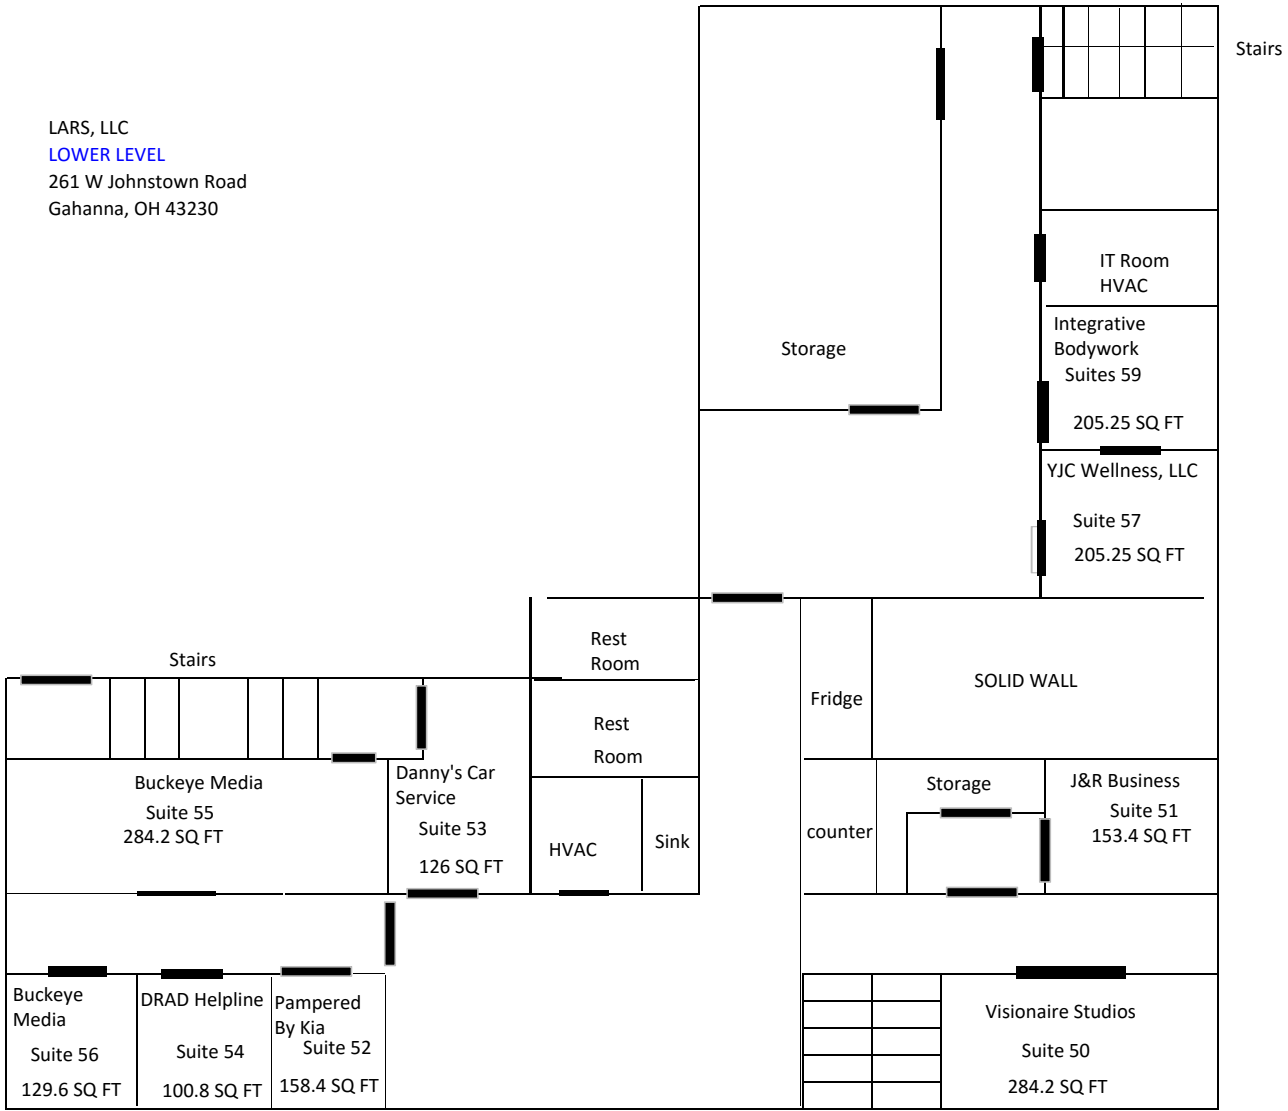 Stairs
LARS, LLC
LOWER LEVEL
261 W Johnstown Road
Gahanna, OH 43230
IT Room
HVAC
Integrative
Bodywork
Suites 59
205.25 SQ FT
Storage
YJC Wellness, LLC
Suite 57
205.25 SQ FT
Rest
Room
Stairs
Fridge
SOLID WALL
Rest
Room
Buckeye Media
Suite 55
284.2 SQ FT
Danny's Car
Service
Suite 53
126 SQ FT
HVAC
Sink
counter
Storage
J&R Business
Suite 51
153.4 SQ FT
Buckeye
Media
Suite 56
129.6 SQ FT
DRAD Helpline
Suite 54
100.8 SQ FT
Pampered
By Kia
Suite 52
158.4 SQ FT
Visionaire Studios
Suite 50
284.2 SQ FT